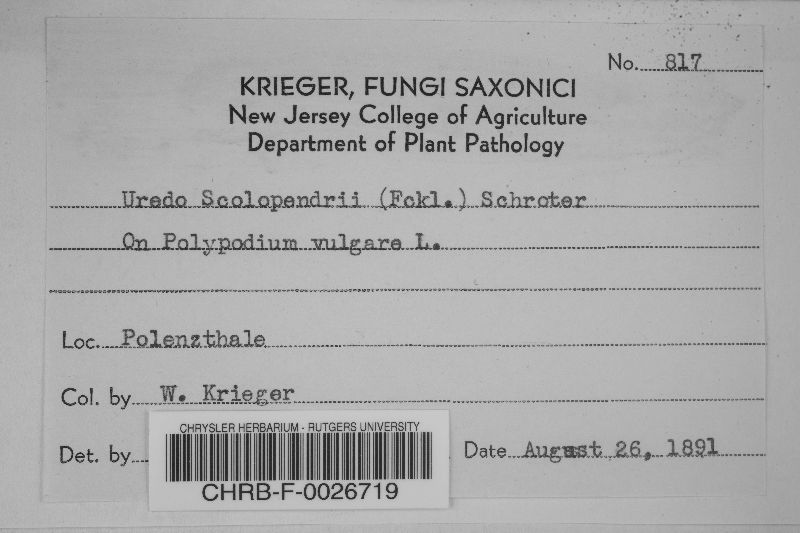 No. 817
KRIEGER, FUNGI SAXONICI
New Jersey College of Agriculture
Department of Plant Pathology
Uredo Scolopendrii (Fckl.) Schroter
On Polypodium vulgare L.
Loc. Polenzthale
Col. by W. Krieger
Det. by
Date August 26, 1891
CHRYSLER HERBARIUM - RUTGERS UNIVERSITY
CHRB-F-0026719